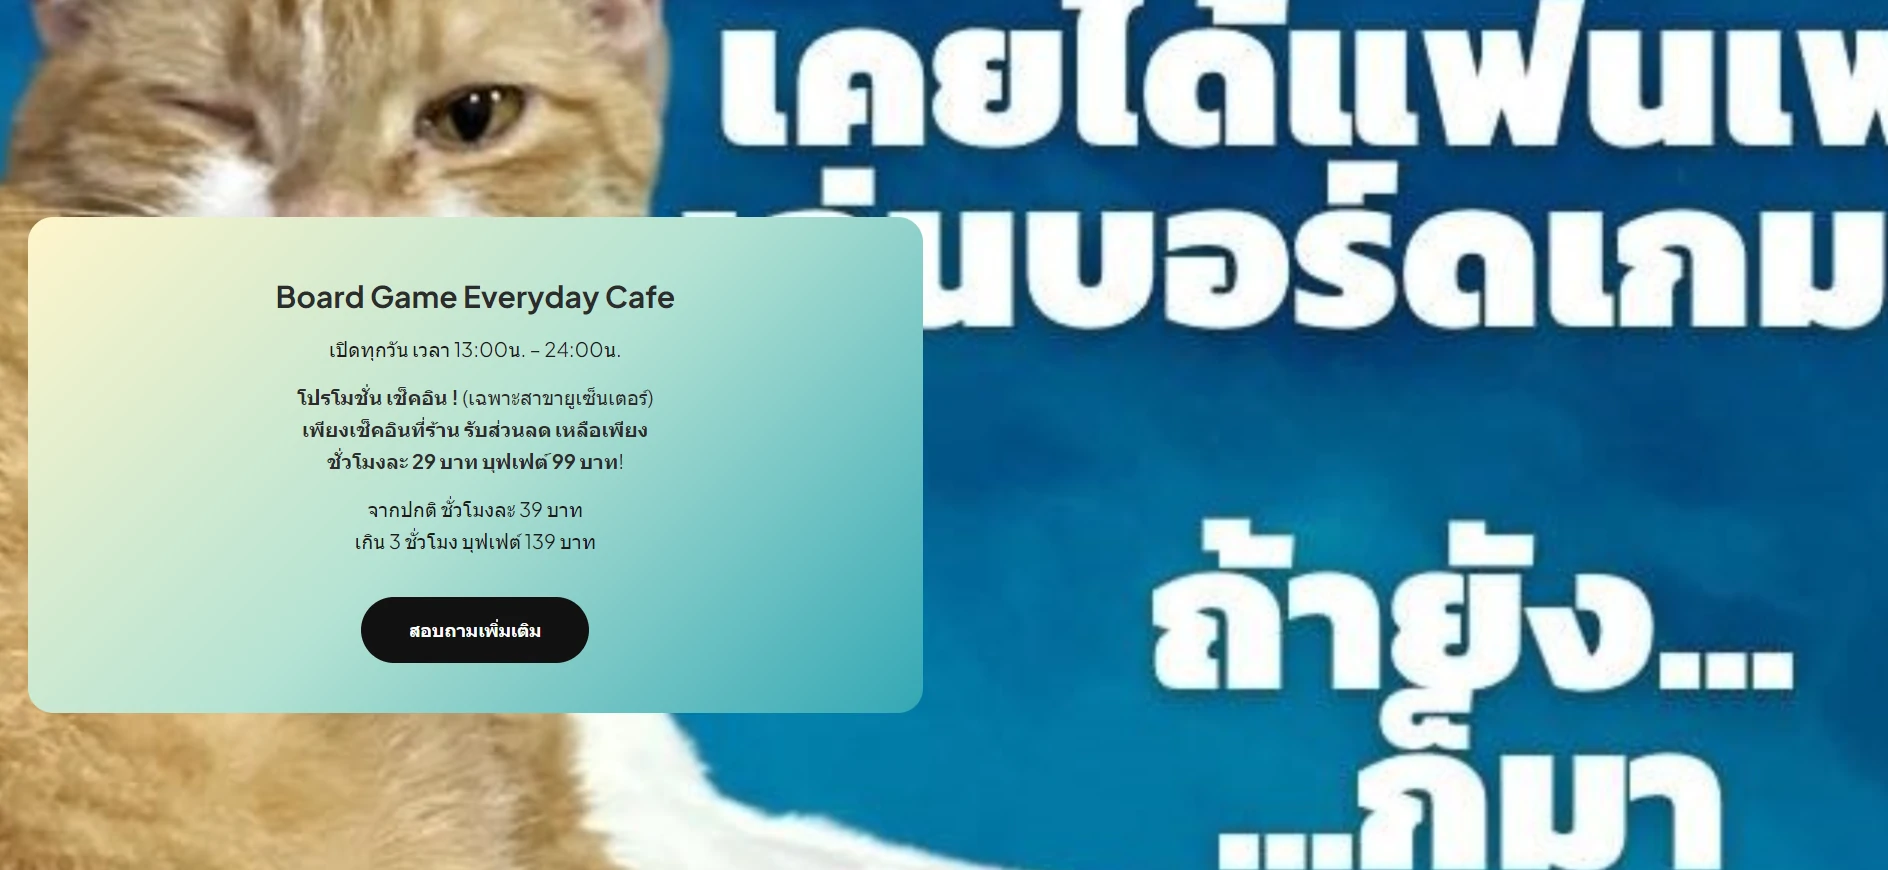 เคยได้แฟน
นบอร์ดเกม
Board Game Everyday Cafe
เปิดทุกวัน เวลา 13:00น. – 24:00น.
โปรโมชั่น เช็คอิน ! (เฉพาะสาขายูเซ็นเตอร์)
เพียงเช็คอินที่ร้าน รับส่วนลด เหลือเพียง
ชั่วโมงละ 29 บาท บุฟเฟต์ 99 บาท!
จากปกติ ชั่วโมงละ 39 บาท
เกิน 3 ชั่วโมง บุฟเฟต์ 139 บาท
สอบถามเพิ่มเติม
ถ้ายัง...
...ก็มา